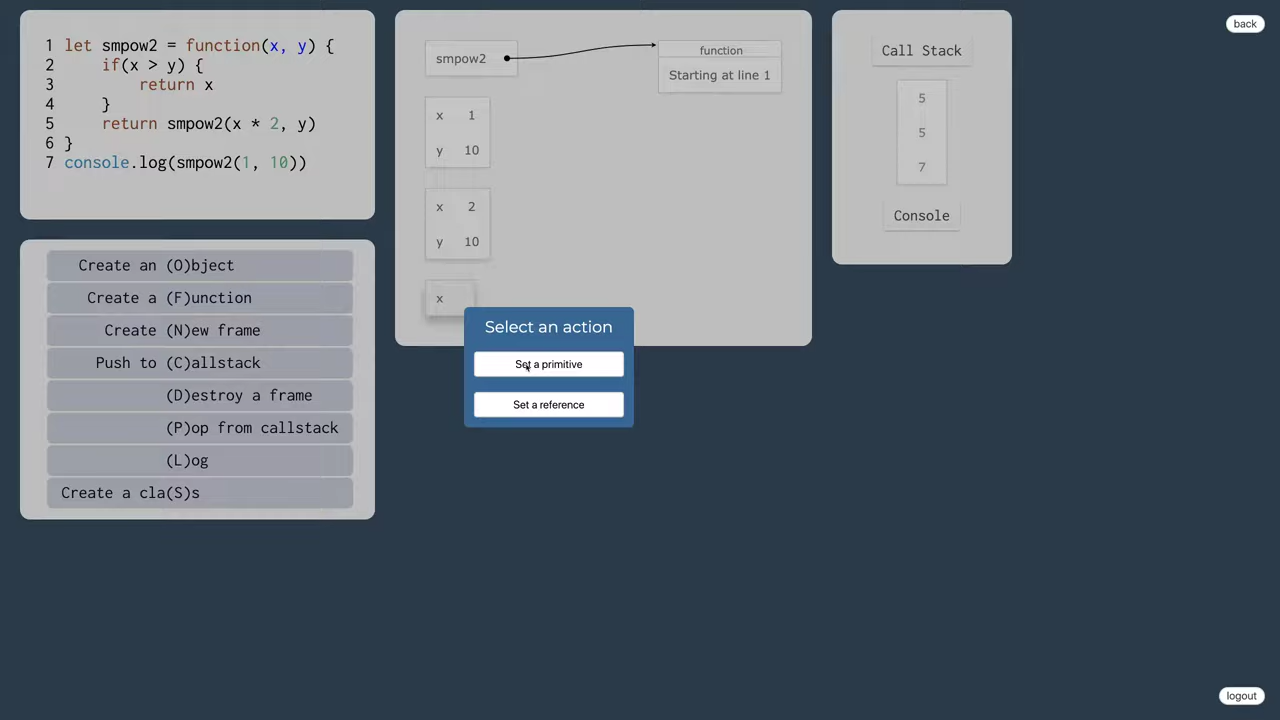 1 let smpow2 = function(x, y) {
2 if(x > y) {
3 return x
4 }
5 return smpow2(x * 2, y)
6 }
7 console.log(smpow2(1, 10))
Create an (O)bject
Create a (F)unction
Create (N)ew frame
Push to (C)allstack
(D)estroy a frame
(P)op from callstack
(L)og
Create a cla(S)s
smpow2
function
Starting at line 1
x 1
y 10
x 2
y 10
x
Select an action
Set a primitive
Set a reference
Call Stack
5
5
7
Console
back
logout